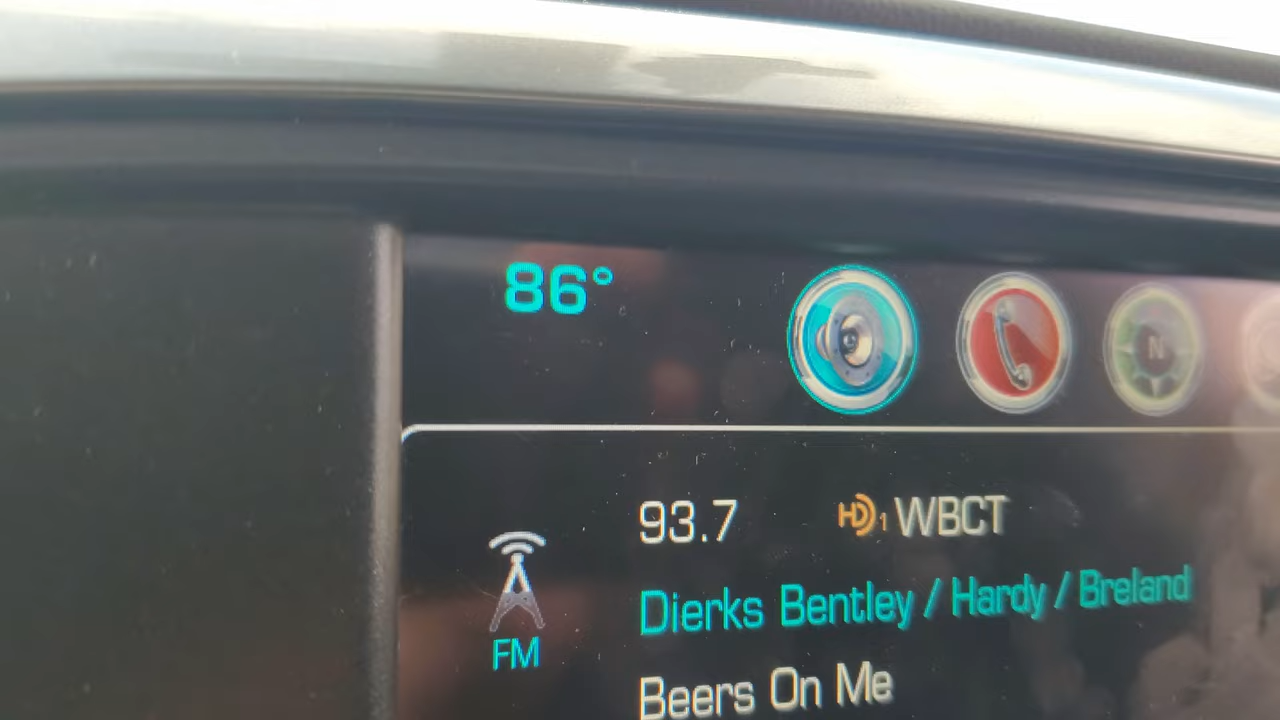 86°
N
93.7 HD1 WBCT
Dierks Bentley / Hardy / Breland
FM
Beers On Me